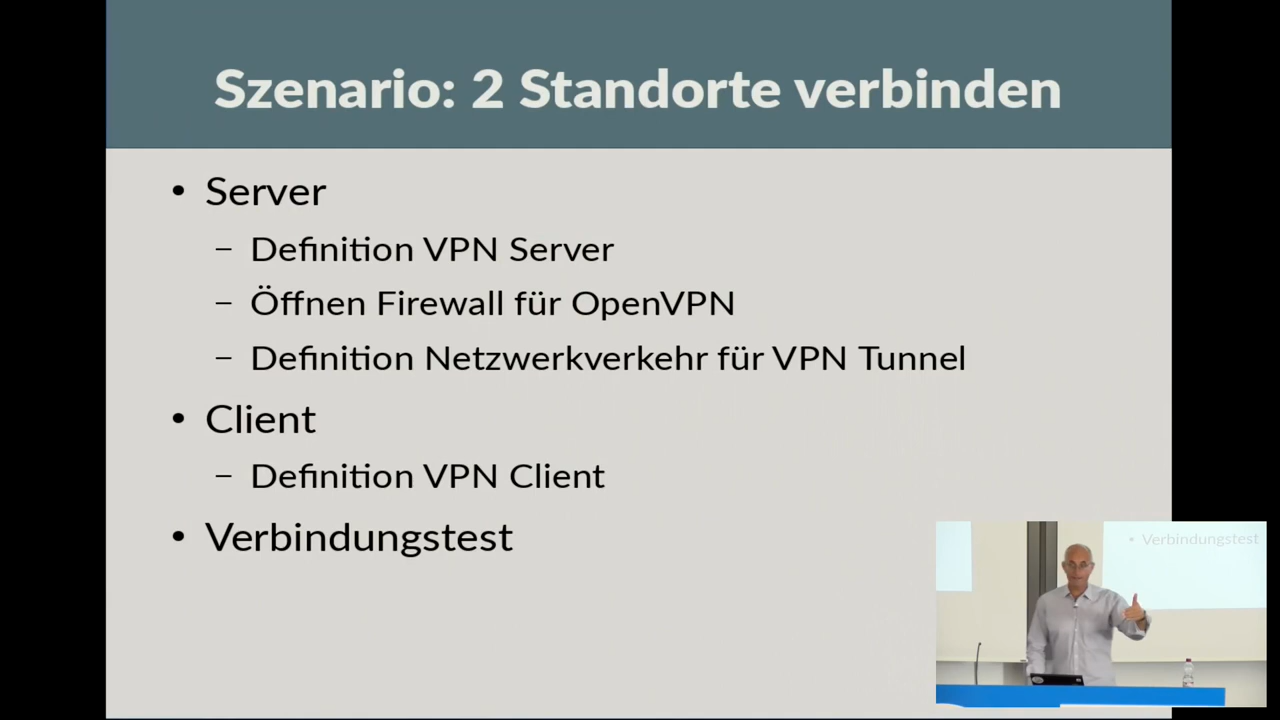 Szenario: 2 Standorte verbinden
• Server
– Definition VPN Server
– Öffnen Firewall für OpenVPN
– Definition Netzwerkverkehr für VPN Tunnel
• Client
– Definition VPN Client
• Verbindungstest
• Verbindungstest